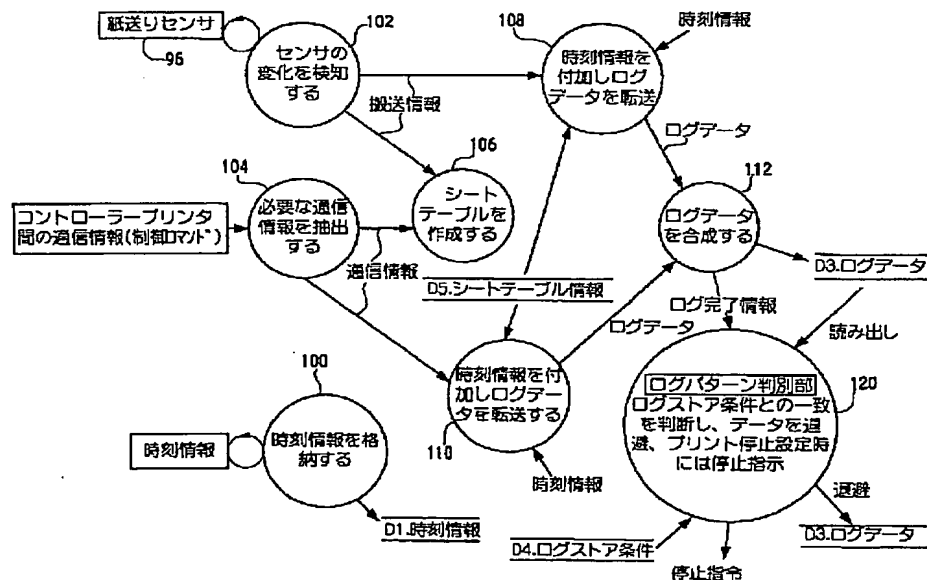 紙送りセンサ
96
102
センサの
変化を検知
する
108
時刻情報を
付加しログ
データを転送
時刻情報
搬送情報
ログデータ
106
シート
テーブルを
作成する
104
必要な通信
情報を抽出
する
コントローラープリンタ
間の通信情報(制御コマンド)
通信情報
112
ログデータ
を合成する
D3.ログデータ
D5.シートテーブル情報
ログ完了情報
ログデータ
読み出し
100
時刻情報を格
納する
時刻情報
D1.時刻情報
時刻情報を付
加しログデータ
を転送する
110
時刻情報
ログパターン判別部
120
ログストア条件との一致
を判断し、データを退
避、プリント停止設定時
には停止指示
退避
D3.ログデータ
D4.ログストア条件
停止指令